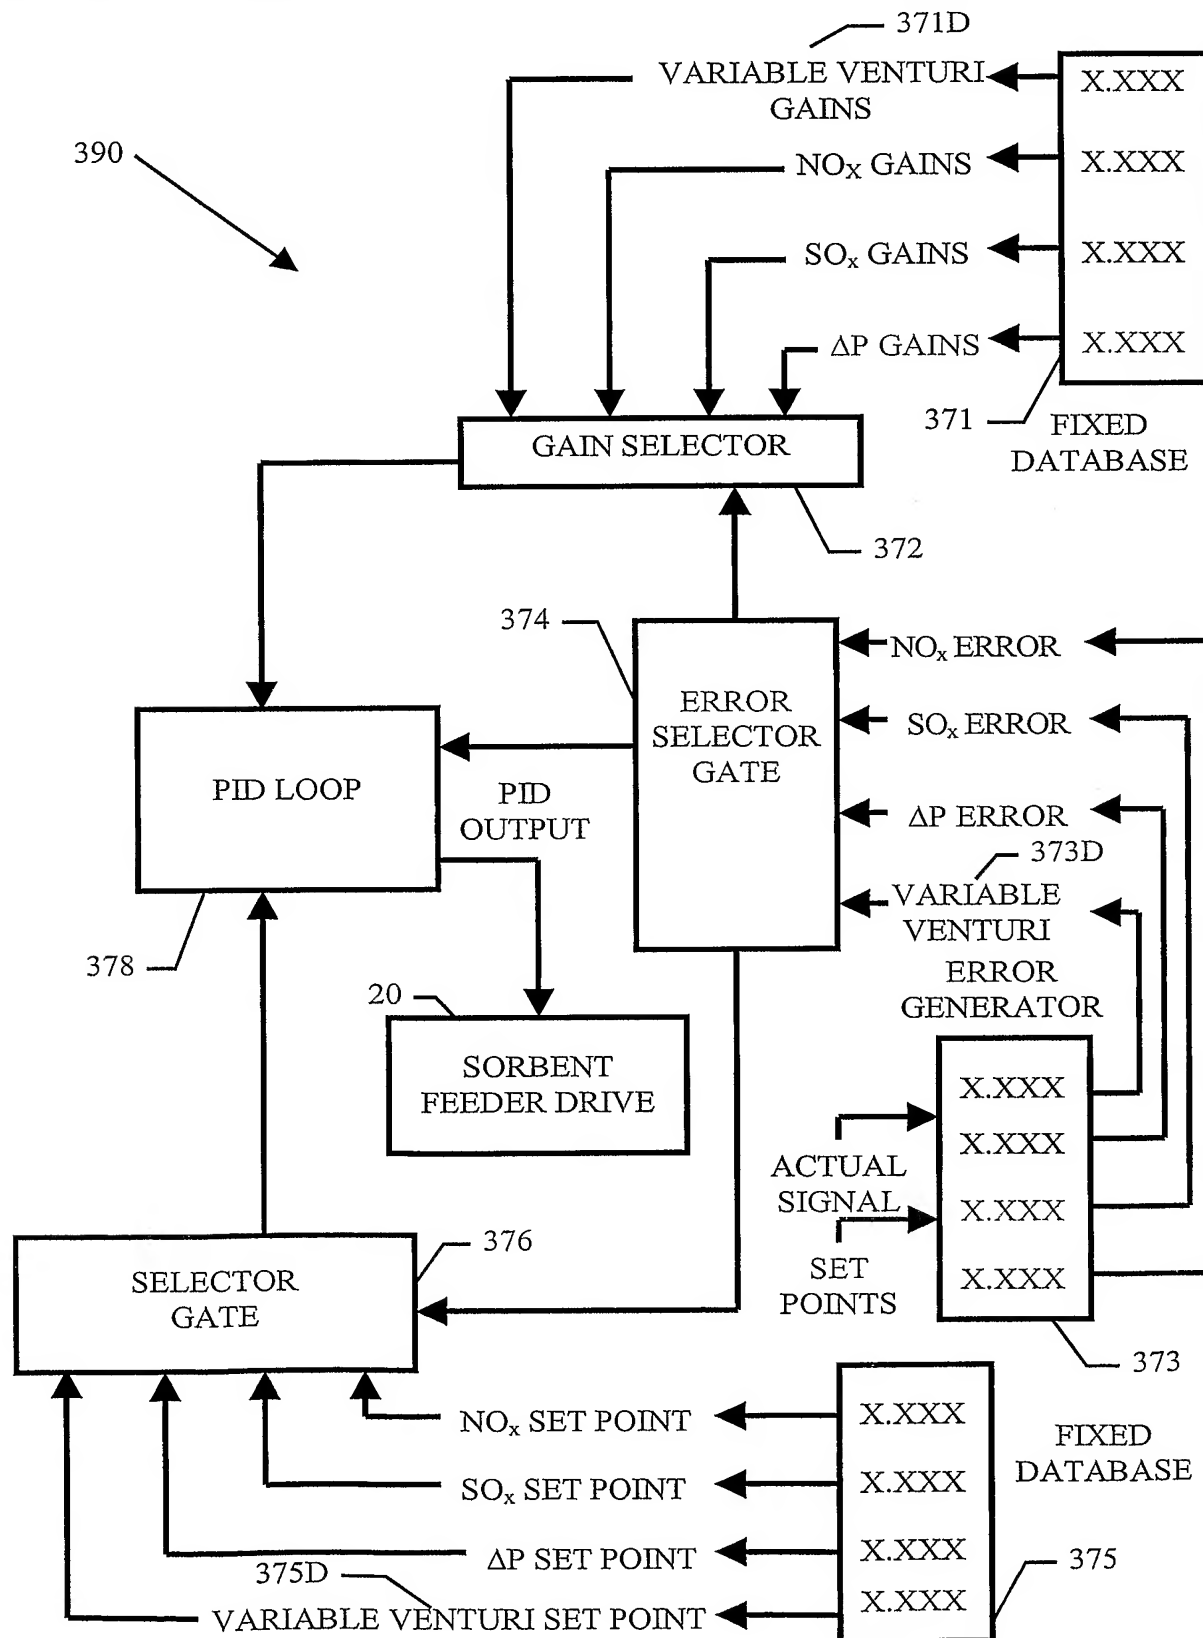 371D
VARIABLE VENTURI
GAINS
X.XXX
390
NOX GAINS
X.XXX
SOx GAINS
X.XXX
ΔP GAINS
X.XXX
371
FIXED
DATABASE
GAIN SELECTOR
372
374
NOx ERROR
ERROR
SELECTOR
GATE
SOx ERROR
PID LOOP
PID
OUTPUT
ΔP ERROR
373D
VARIABLE
VENTURI
378
ERROR
GENERATOR
20
SORBENT
FEEDER DRIVE
X.XXX
X.XXX
ACTUAL
SIGNAL
X.XXX
376
SET
POINTS
X.XXX
SELECTOR
GATE
373
NOx SET POINT
X.XXX
FIXED
DATABASE
SOx SET POINT
X.XXX
ΔP SET POINT
X.XXX
375
375D
VARIABLE VENTURI SET POINT
X.XXX